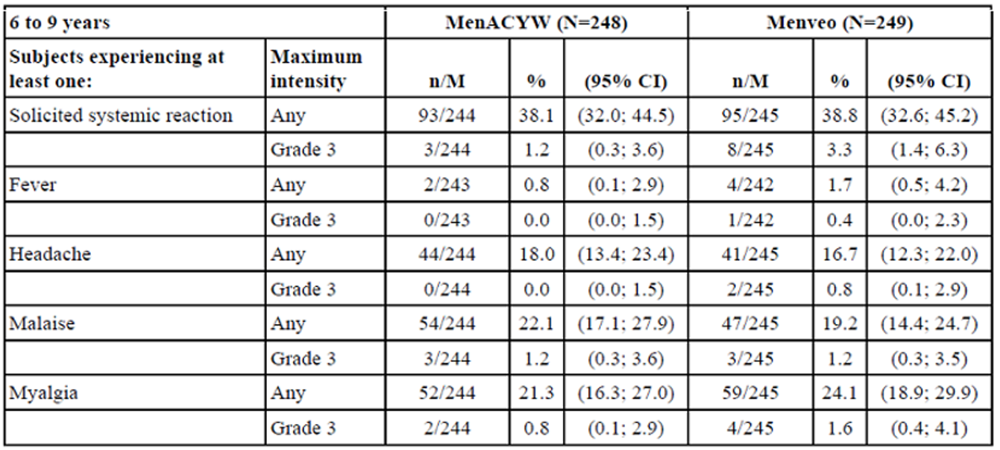 6 to 9 years MenACYW (N=248) Menveo (N=249)
Subjects experiencing at least one: Maximum intensity n/M % (95% CI) n/M % (95% CI)
Solicited systemic reaction Any 93/244 38.1 (32.0; 44.5) 95/245 38.8 (32.6; 45.2)
Grade 3 3/244 1.2 (0.3; 3.6) 8/245 3.3 (1.4; 6.3)
Fever Any 2/243 0.8 (0.1; 2.9) 4/242 1.7 (0.5; 4.2)
Grade 3 0/243 0.0 (0.0; 1.5) 1/242 0.4 (0.0; 2.3)
Headache Any 44/244 18.0 (13.4; 23.4) 41/245 16.7 (12.3; 22.0)
Grade 3 0/244 0.0 (0.0; 1.5) 2/245 0.8 (0.1; 2.9)
Malaise Any 54/244 22.1 (17.1; 27.9) 47/245 19.2 (14.4; 24.7)
Grade 3 3/244 1.2 (0.3; 3.6) 3/245 1.2 (0.3; 3.5)
Myalgia Any 52/244 21.3 (16.3; 27.0) 59/245 24.1 (18.9; 29.9)
Grade 3 2/244 0.8 (0.1; 2.9) 4/245 1.6 (0.4; 4.1)